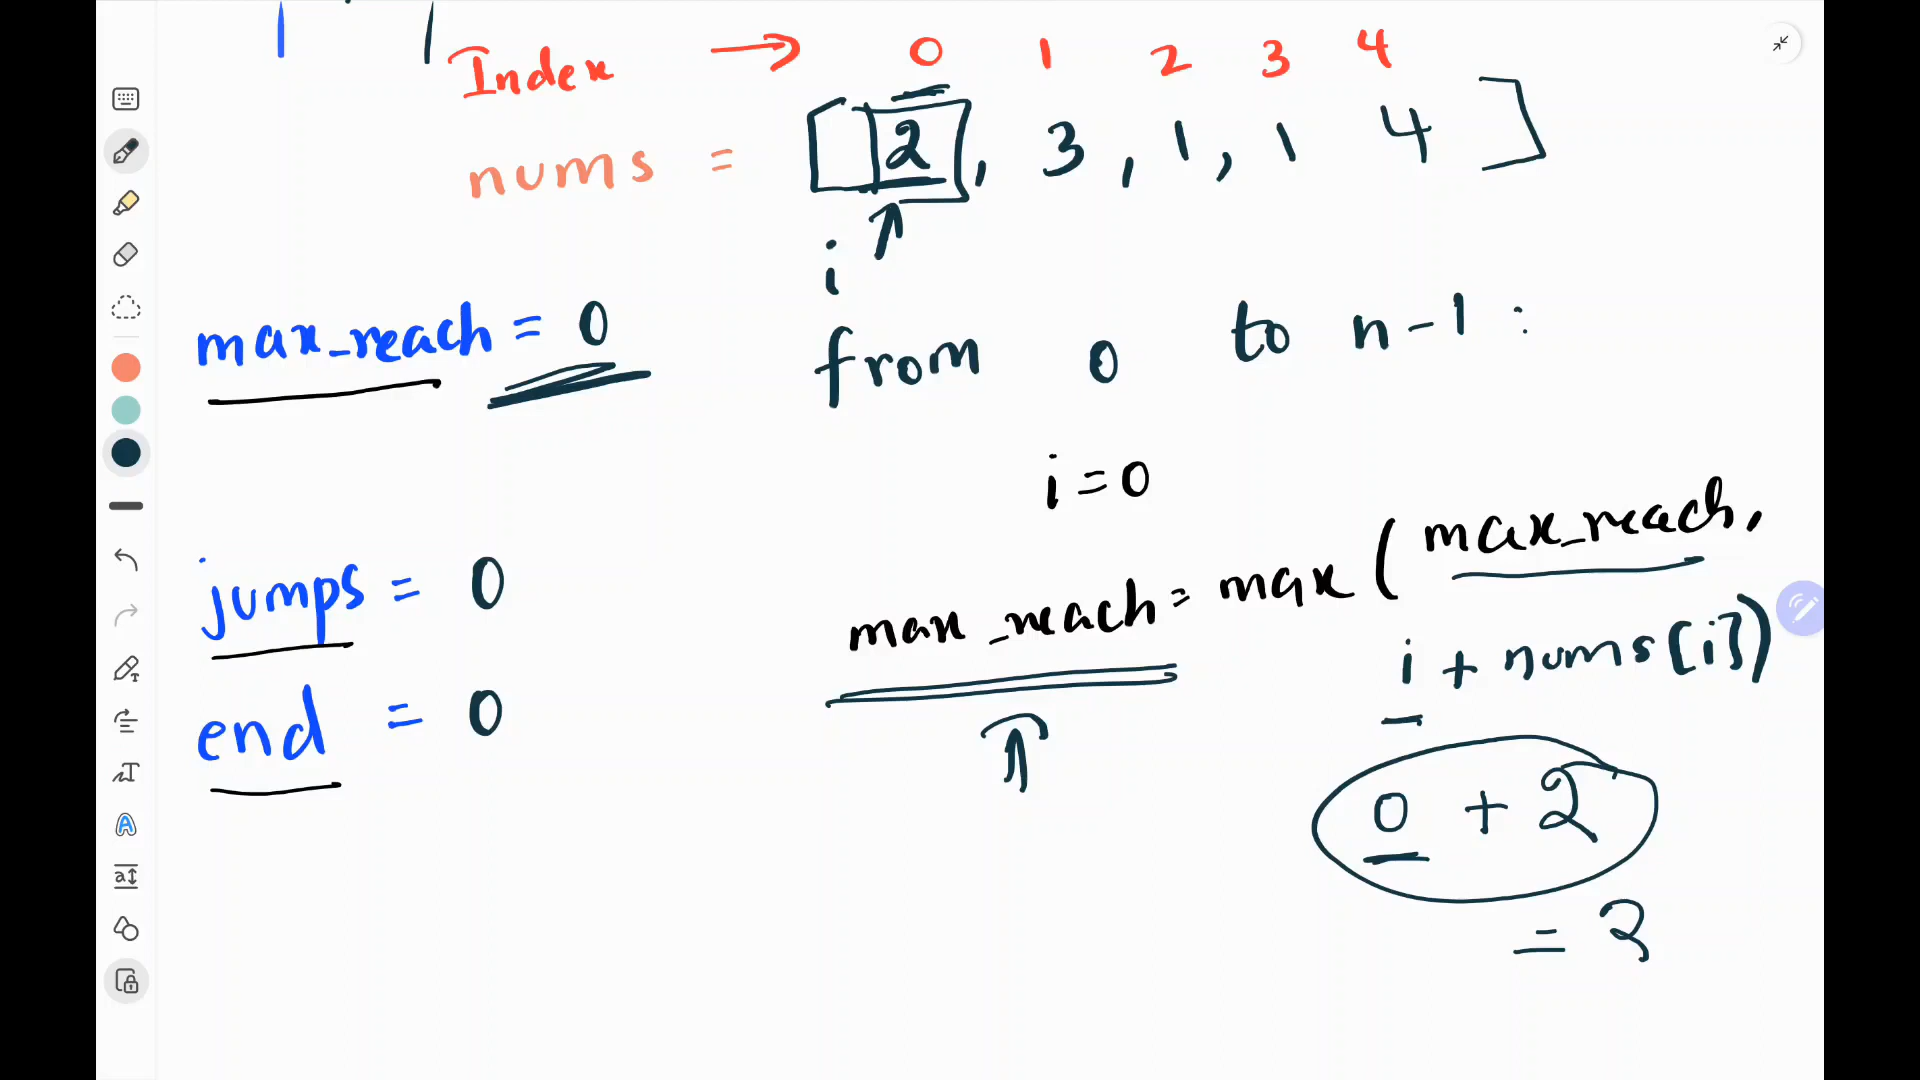 Index → 0 1 2 3 4
nums = [ 2, 3, 1, 1 4 ]
i
max_reach = 0
from 0 to n-1 :
i = 0
max_reach = max ( max_reach,
i + nums[i])
jumps = 0
end = 0
0 + 2
= 2